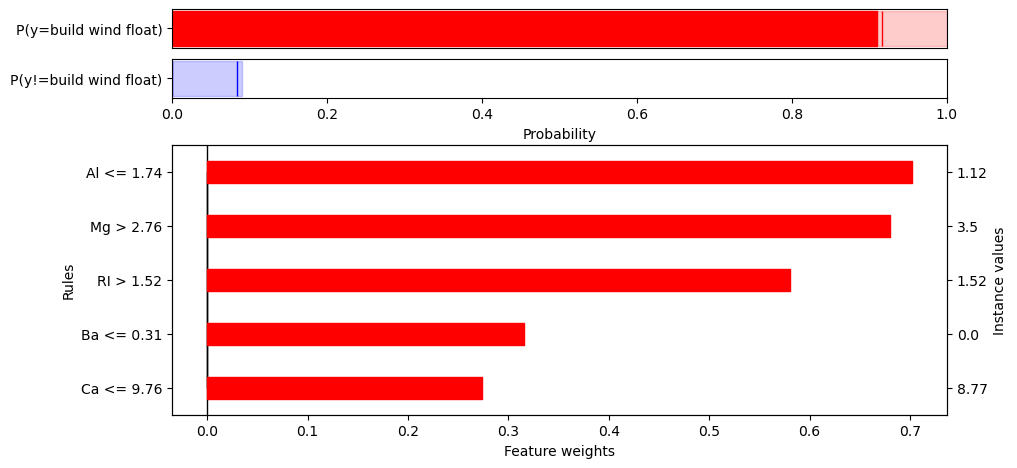 P(y=build wind float)
P(y!=build wind float)
0.0 0.2 0.4 0.6 0.8 1.0
Probability
Al <= 1.74 1.12
Mg > 2.76 3.5
RI > 1.52 1.52
Ba <= 0.31 0.0
Ca <= 9.76 8.77
Rules
Instance values
0.0 0.1 0.2 0.3 0.4 0.5 0.6 0.7
Feature weights